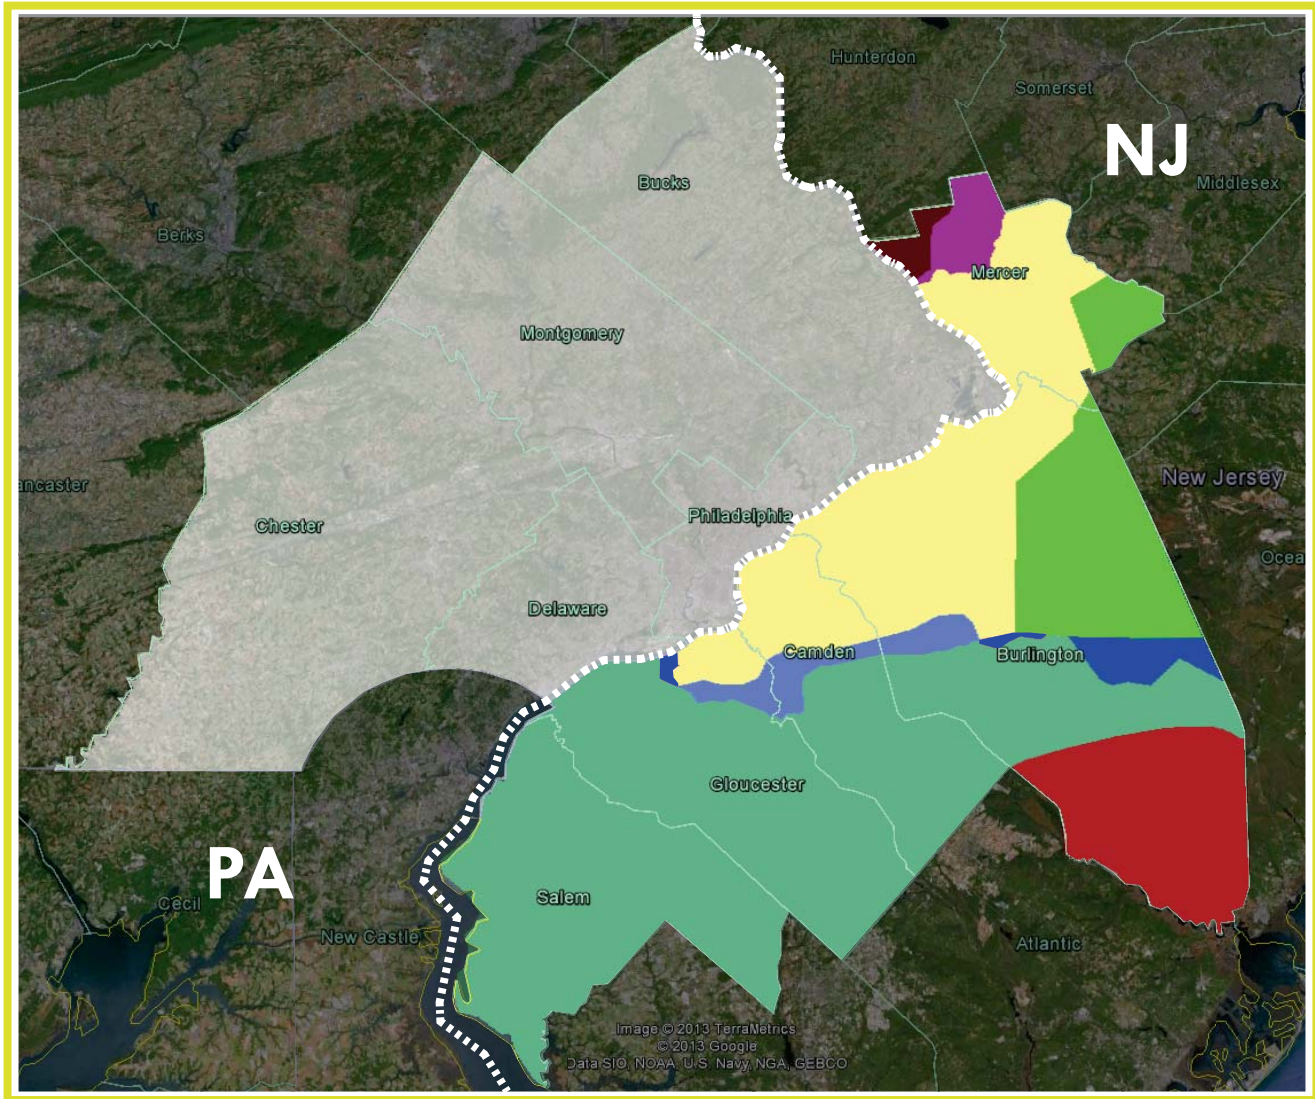 Hunterdon
Somerset
NJ
Bucks
Middlesex
Berks
Mercer
Montgomery
ancaster
New Jersey
Chester
Philadelphia
Ocea
Delaware
Camden
Burlington
Gloucester
PA
Salem
Cecil
New Castle
Atlantic
Image © 2013 TerraMetrics
© 2013 Google
Data SIO, NOAA, U.S. Navy, NGA, GEBCO